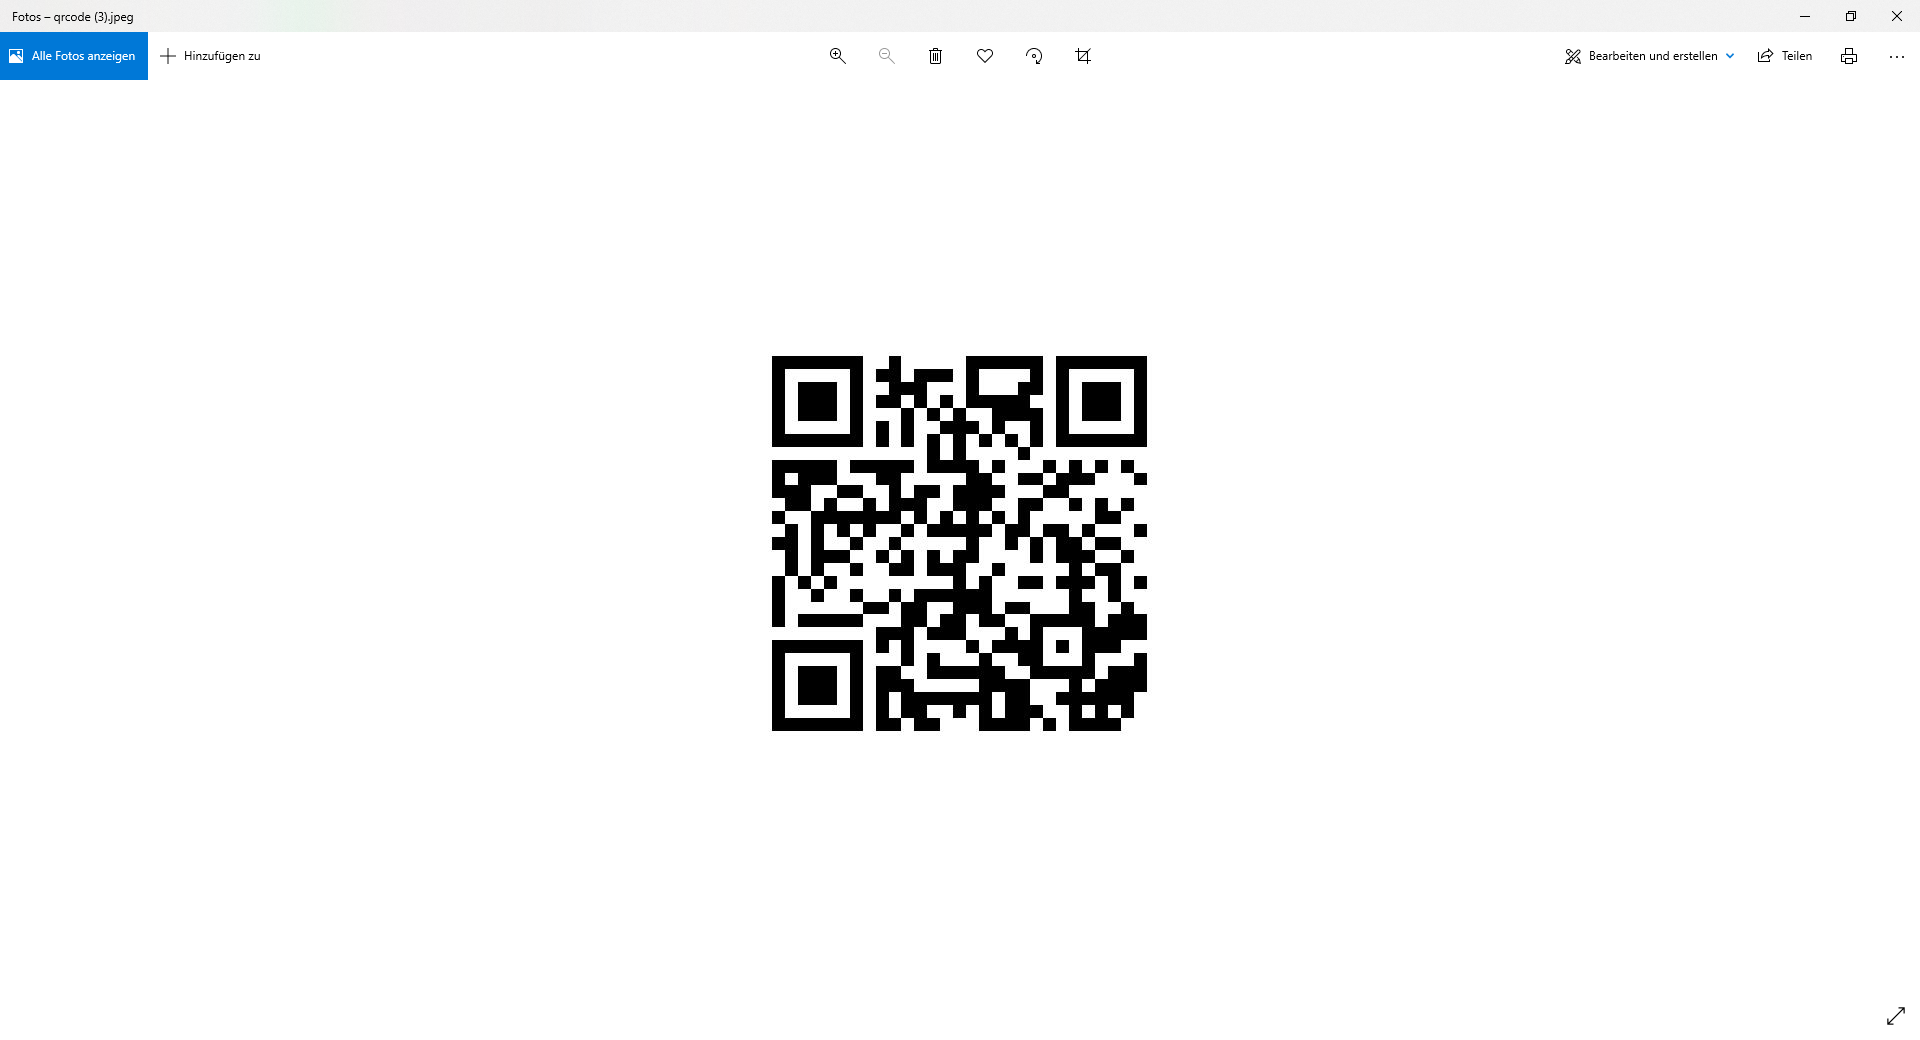 Fotos – qrcode (3).jpeg
Alle Fotos anzeigen
Hinzufügen zu
Bearbeiten und erstellen
Teilen